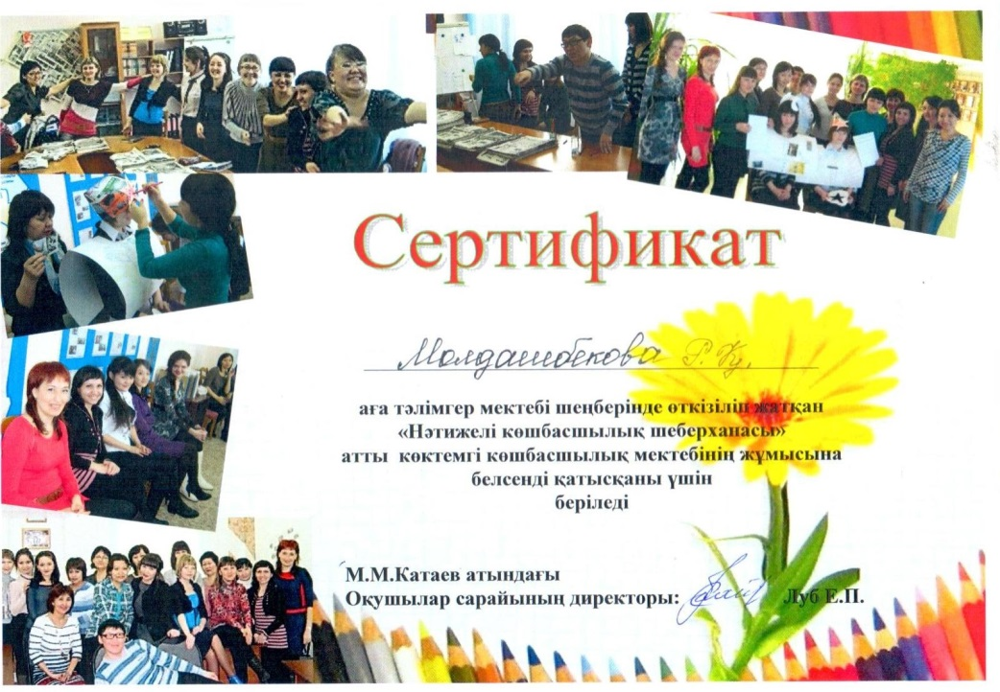 Сертификат
Молдашбекова Р. Қу.
аға тәлімгер мектебі шеңберінде өткізіліп жатқан
«Нәтижелі көшбасшылық шеберханасы»
атты көктемгі көшбасшылық мектебінің жұмысына
белсенді қатысқаны үшін
беріледі
М.М.Катаев атындағы
Оқушылар сарайының директоры:
Луб Е.П.